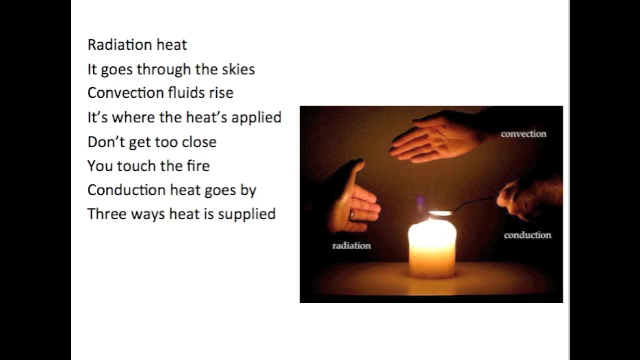 Radiation heat
It goes through the skies
Convection fluids rise
It's where the heat's applied
Don't get too close
You touch the fire
Conduction heat goes by
Three ways heat is supplied
convection
conduction
radiation